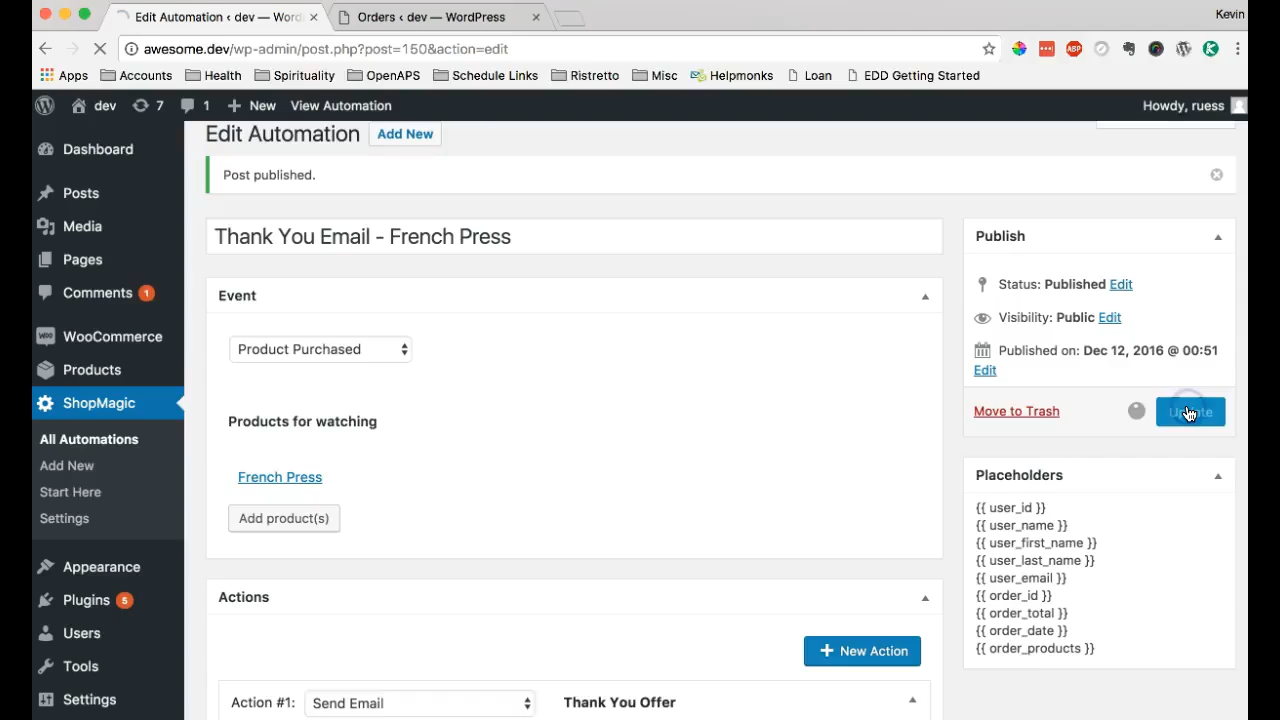 Edit Automation ‹ dev — Word
Orders ‹ dev — WordPress
Kevin
awesome.dev/wp-admin/post.php?post=150&action=edit
ABP
Apps Accounts Health Spirituality OpenAPS Schedule Links Ristretto Misc Helpmonks Loan EDD Getting Started
dev 7 1 New View Automation Howdy, ruess
Dashboard
Posts
Media
Pages
Comments 1
WooCommerce
Products
ShopMagic
All Automations
Add New
Start Here
Settings
Appearance
Plugins 5
Users
Tools
Settings
Edit Automation Add New
Post published.
Thank You Email - French Press
Event
Product Purchased
Products for watching
French Press
Add product(s)
Actions
New Action
Action #1: Send Email Thank You Offer
Publish
Status: Published Edit
Visibility: Public Edit
Published on: Dec 12, 2016 @ 00:51
Edit
Move to Trash Update
Placeholders
{{ user_id }}
{{ user_name }}
{{ user_first_name }}
{{ user_last_name }}
{{ user_email }}
{{ order_id }}
{{ order_total }}
{{ order_date }}
{{ order_products }}